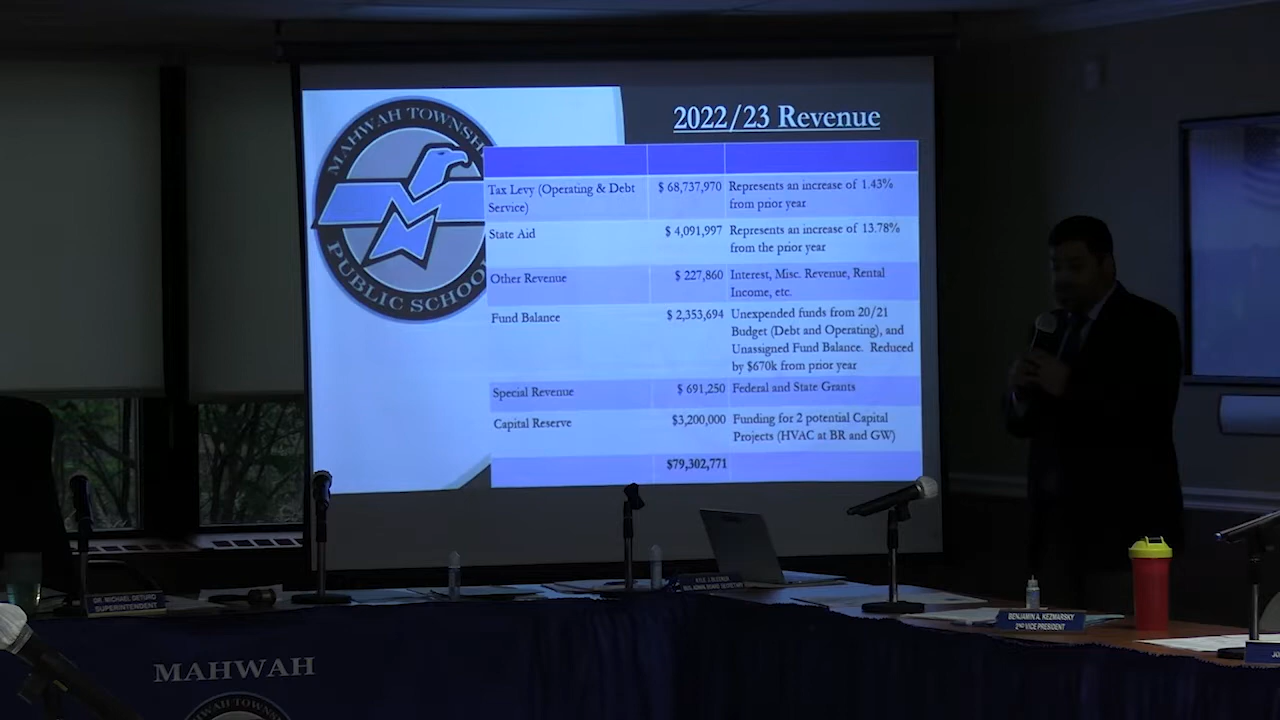 2022/23 Revenue
MAHWAH TOWNSH
PUBLIC SCHOO
Tax Levy (Operating & Debt Service)
$ 68,737,970
Represents an increase of 1.43%
from prior year
State Aid
$ 4,091,997
Represents an increase of 13.78%
from the prior year
Other Revenue
$ 227,860
Interest, Misc. Revenue, Rental
Income, etc.
Fund Balance
$ 2,353,694
Unexpended funds from 20/21
Budget (Debt and Operating), and
Unassigned Fund Balance. Reduced
by $670k from prior year
Special Revenue
$ 691,250
Federal and State Grants
Capital Reserve
$3,200,000
Funding for 2 potential Capital
Projects (HVAC at BR and GW)
$79,302,771
DR. MICHAEL DETURO
SUPERINTENDENT
BENJAMIN A. KEZMARSKY
2ND VICE PRESIDENT
MAHWAH
MAHWAH TOWN